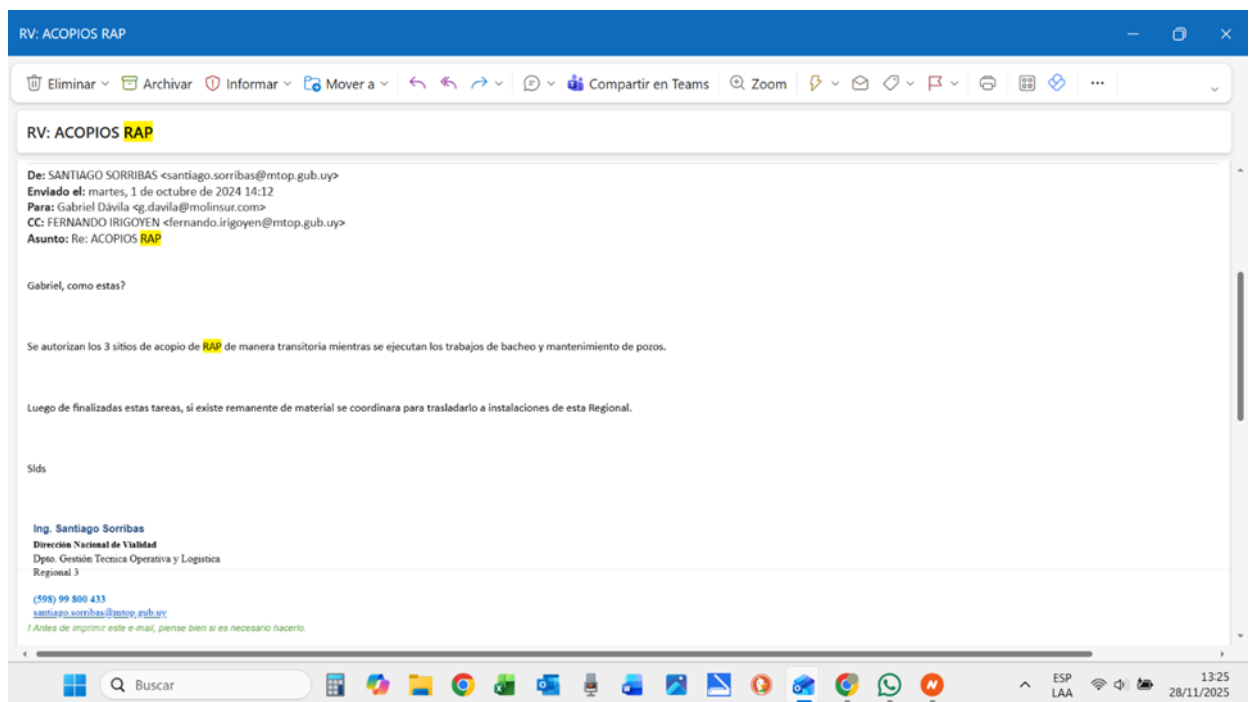 RV: ACOPIOS RAP
Eliminar Archivar Informar Mover a Compartir en Teams Zoom ...
RV: ACOPIOS RAP
De: SANTIAGO SORRIBAS <santiago.sorribas@mtop.gub.uy>
Enviado el: martes, 1 de octubre de 2024 14:12
Para: Gabriel Dávila <g.davila@molinsur.com>
CC: FERNANDO IRIGOYEN <fernando.irigoyen@mtop.gub.uy>
Asunto: Re: ACOPIOS RAP
Gabriel, como estas?
Se autorizan los 3 sitios de acopio de RAP de manera transitoria mientras se ejecutan los trabajos de bacheo y mantenimiento de pozos.
Luego de finalizadas estas tareas, si existe remanente de material se coordinara para trasladarlo a instalaciones de esta Regional.
Slds
Ing. Santiago Sorribas
Dirección Nacional de Vialidad
Dpto. Gestión Tecnica Operativa y Logistica
Regional 3
(598) 99 800 433
santiago.sorribas@mtop.gub.uy
! Antes de imprimir este e-mail, piense bien si es necesario hacerlo.
Buscar
ESP 13:25
LAA 28/11/2025